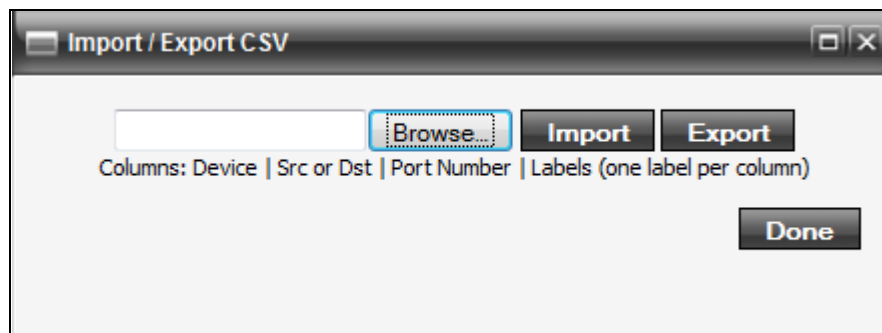 Import / Export CSV
Browse... Import Export
Columns: Device | Src or Dst | Port Number | Labels (one label per column)
Done